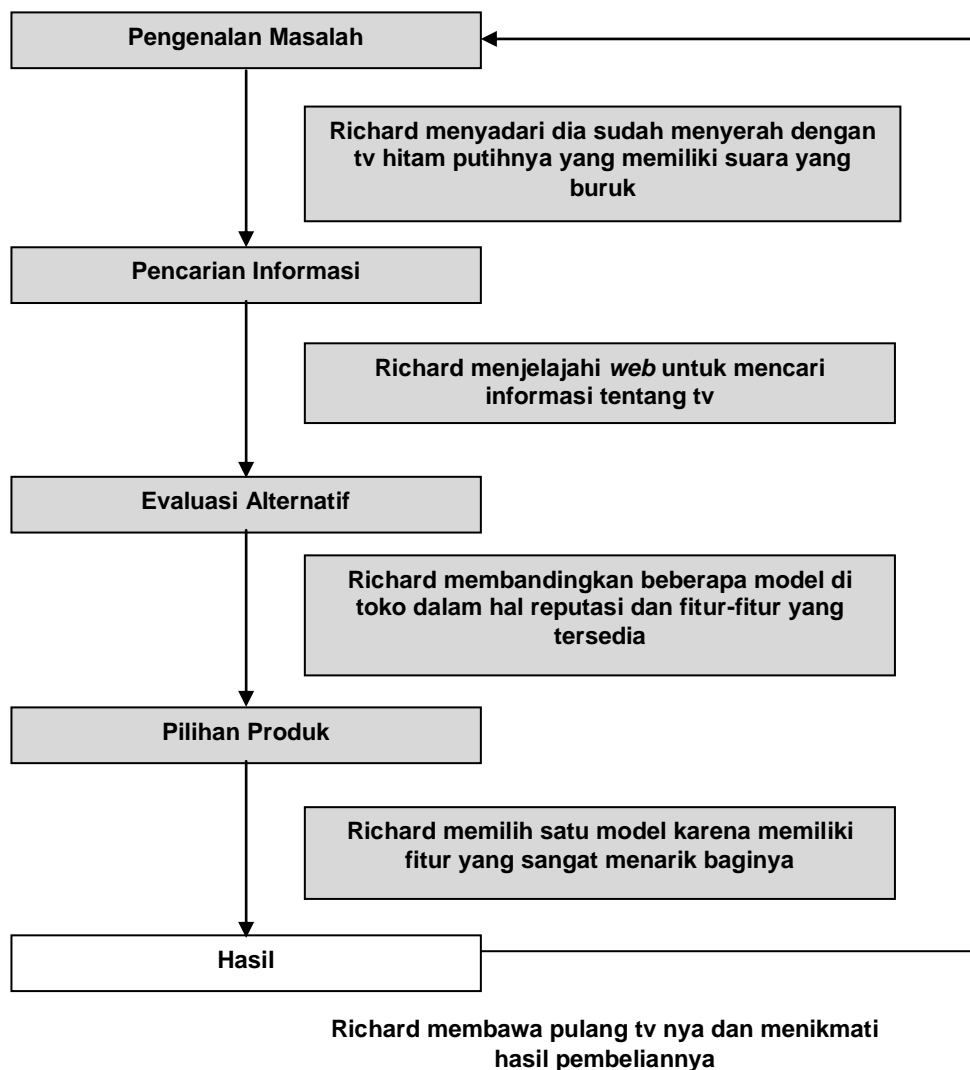 Pengenalan Masalah
Richard menyadari dia sudah menyerah dengan
tv hitam putihnya yang memiliki suara yang
buruk
Pencarian Informasi
Richard menjelajahi web untuk mencari
informasi tentang tv
Evaluasi Alternatif
Richard membandingkan beberapa model di
toko dalam hal reputasi dan fitur-fitur yang
tersedia
Pilihan Produk
Richard memilih satu model karena memiliki
fitur yang sangat menarik baginya
Hasil
Richard membawa pulang tv nya dan menikmati
hasil pembeliannya